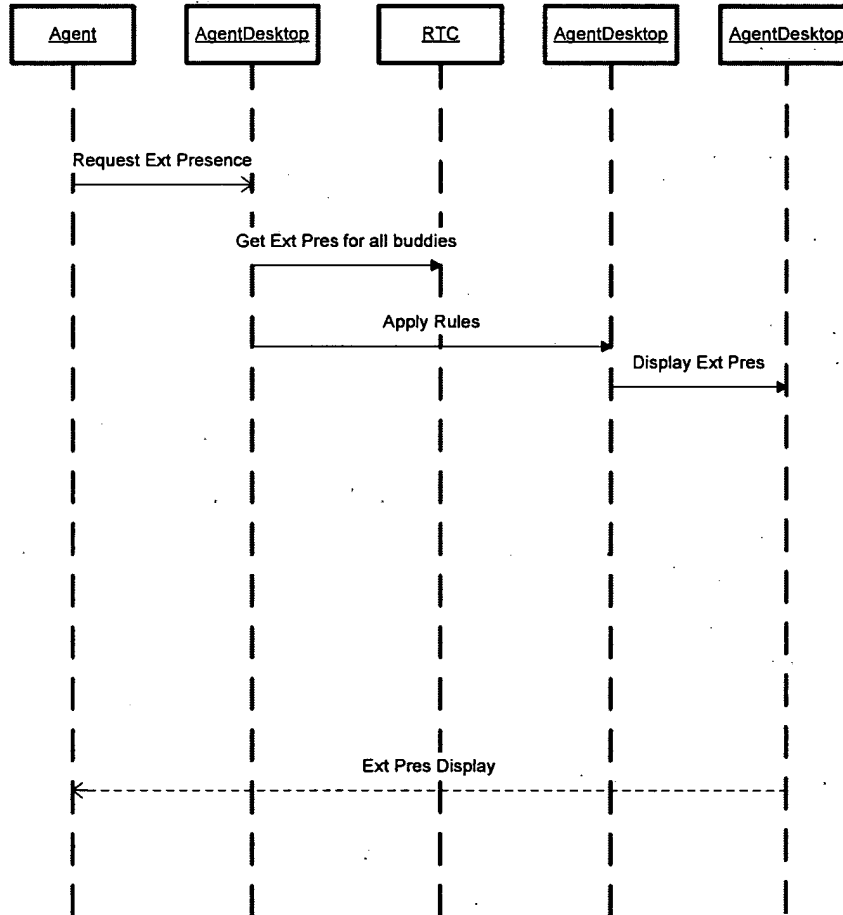 Agent
AgentDesktop
RTC
AgentDesktop
AgentDesktop
Request Ext Presence
Get Ext Pres for all buddies
Apply Rules
Display Ext Pres
Ext Pres Display